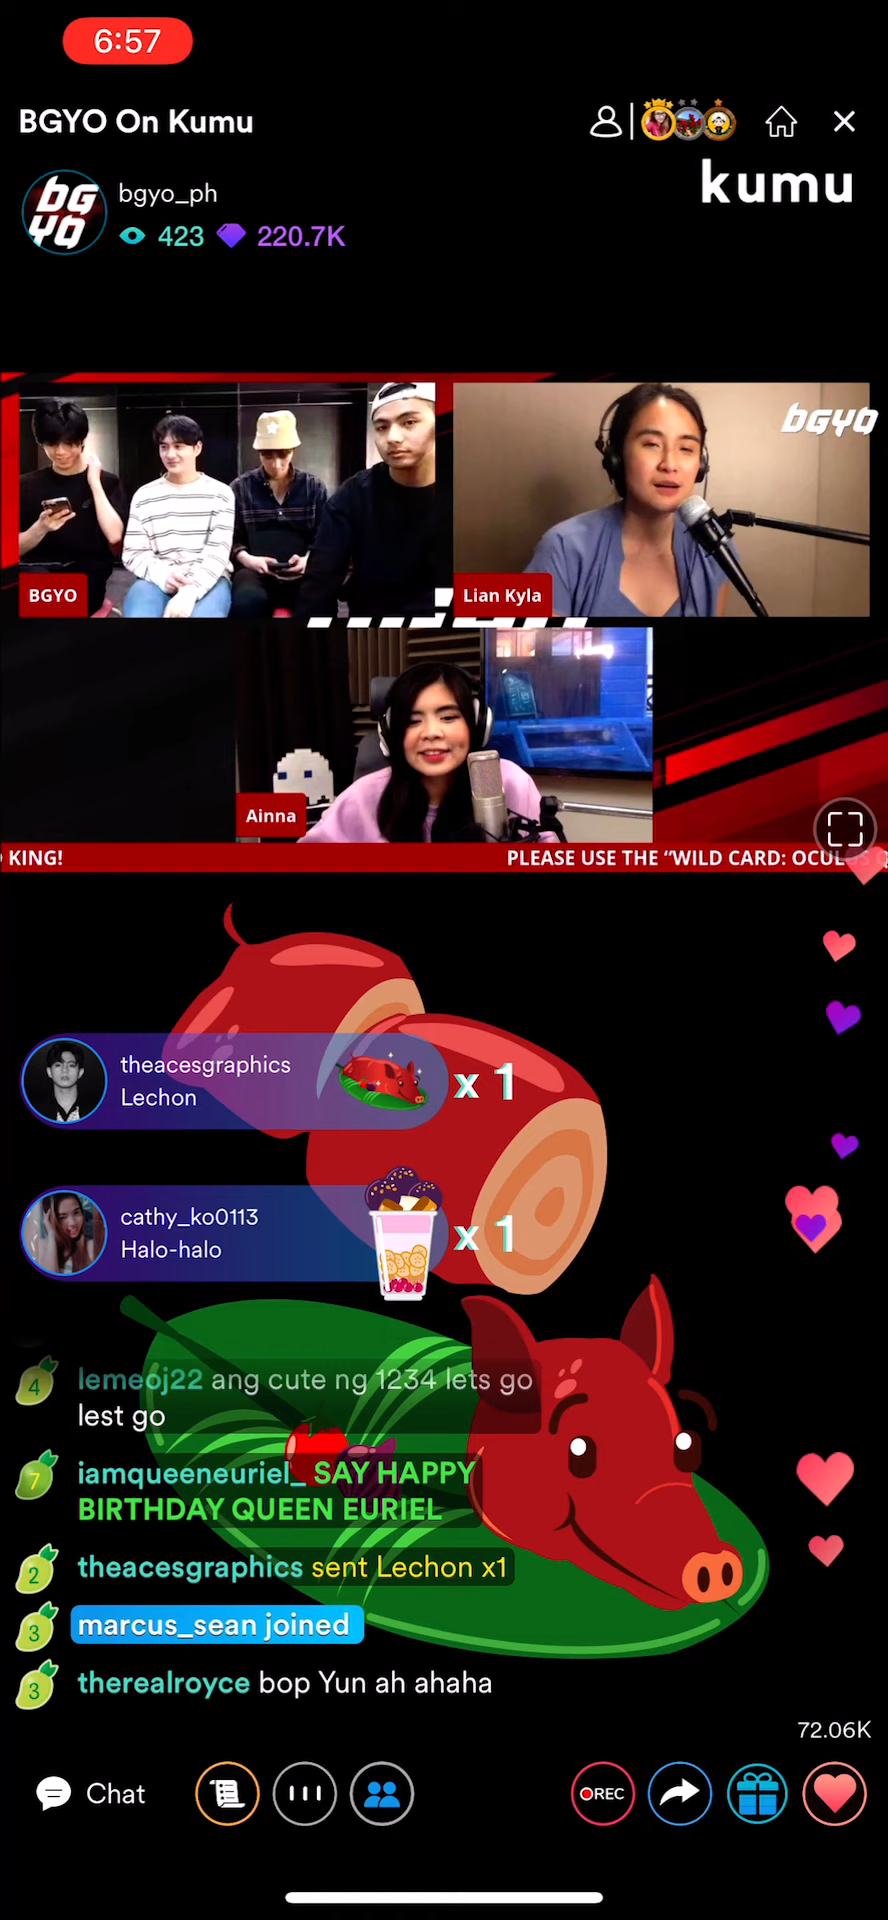 6:57
BGYO On Kumu
kumu
BG
YO
bgyo_ph
423 220.7K
BGYO
BGYO
Lian Kyla
Ainna
KING!
PLEASE USE THE “WILD CARD: OCULUS
theacesgraphics
Lechon
x 1
cathy_ko0113
Halo-halo
x 1
4
lemeoj22 ang cute ng 1234 lets go
lest go
7
iamqueeneuriel_ SAY HAPPY
BIRTHDAY QUEEN EURIEL
2
theacesgraphics sent Lechon x1
3
marcus_sean joined
3
therealroyce bop Yun ah ahaha
72.06K
Chat
REC